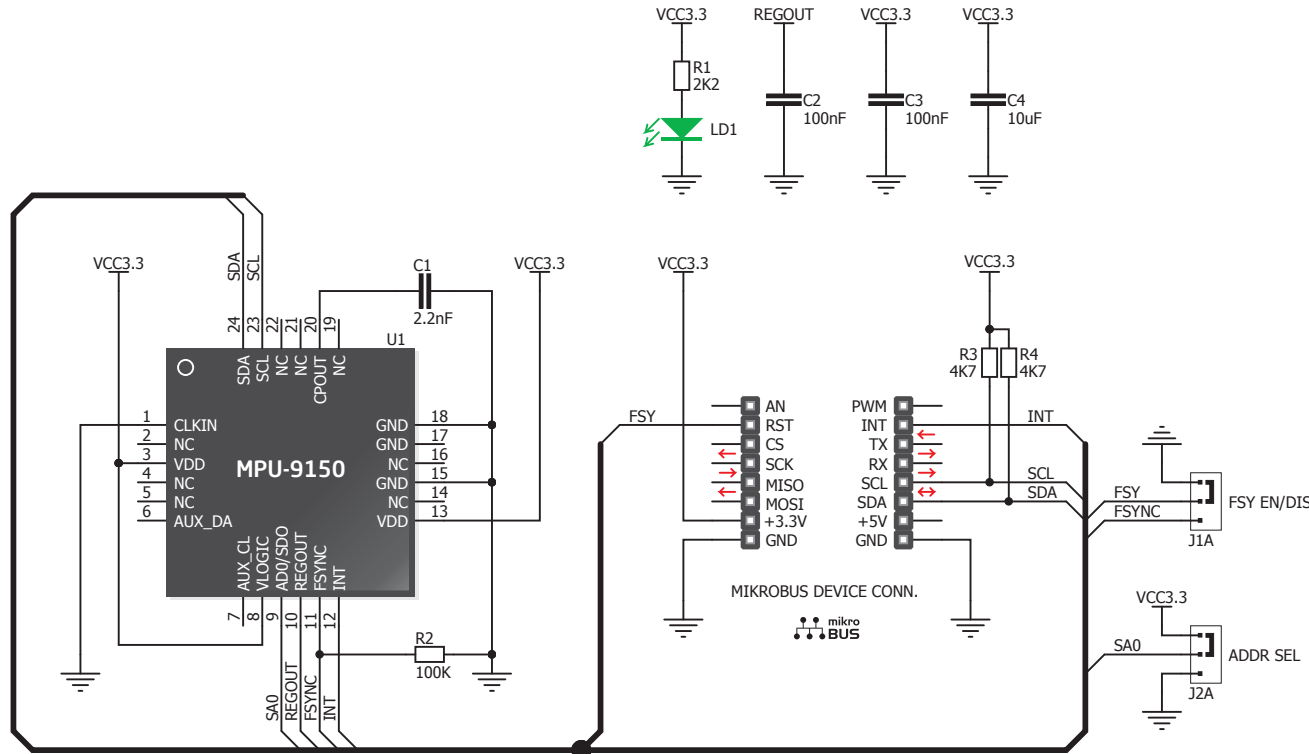 VCC3.3 REGOUT VCC3.3 VCC3.3
R1
2K2
LD1
C2
100nF
C3
100nF
C4
10uF
VCC3.3
SDA
SCL
C1
2.2nF
VCC3.3
24
23
22
21
20
19
U1
SDA
SCL
NC
NC
CPOUT
NC
1 CLKIN
2 NC
3 VDD
4 NC
5 NC
6 AUX_DA
MPU-9150
GND 18
GND 17
NC 16
GND 15
NC 14
VDD 13
AUX_CL
VLOGIC
AD0/SDO
REGOUT
FSYNC
INT
7
8
9
10
11
12
R2
100K
SA0
REGOUT
FSYNC
INT
VCC3.3
VCC3.3
R3
4K7
R4
4K7
FSY
AN
RST
CS
SCK
MISO
MOSI
+3.3V
GND
PWM
INT
TX
RX
SCL
SDA
+5V
GND
INT
SCL
SDA
MIKROBUS DEVICE CONN.
mikro
BUS
FSY
FSYNC
FSY EN/DIS
J1A
VCC3.3
SA0
ADDR SEL
J2A